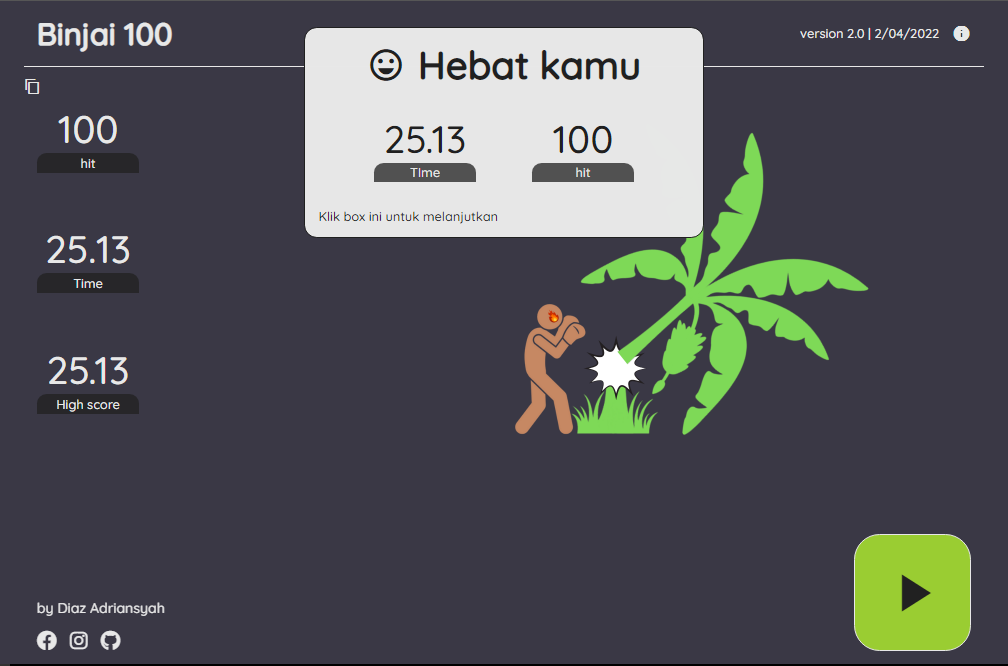 Binjai 100
version 2.0 | 2/04/2022
Hebat kamu
25.13
TIme
100
hit
Klik box ini untuk melanjutkan
100
hit
25.13
Time
25.13
High score
by Diaz Adriansyah